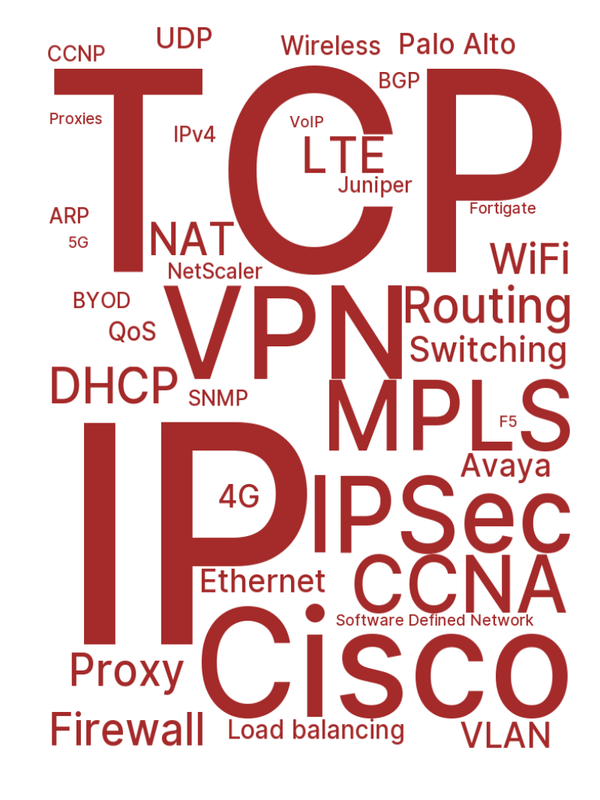 UDP
CCNP
Wireless
Palo Alto
TCP
BGP
Proxies
IPv4
VoIP
LTE
Juniper
Fortigate
ARP
5G
NAT
NetScaler
WiFi
BYOD
QoS
VPN
Routing
Switching
DHCP
SNMP
MPLS
F5
Avaya
IP
4G
IPSec
Ethernet
CCNA
Software Defined Network
Cisco
Proxy
Firewall
Load balancing
VLAN